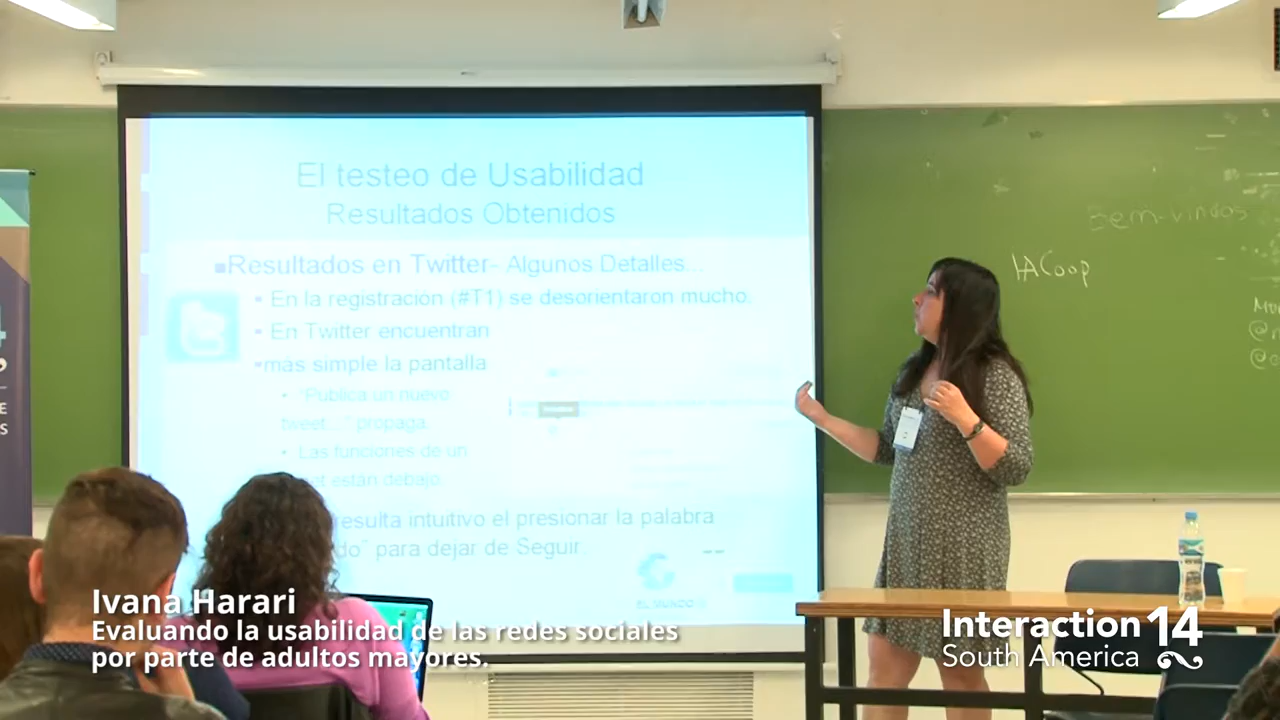 El testeo de Usabilidad
Resultados Obtenidos
Resultados en Twitter- Algunos Detalles...
En la registración (#T1) se desorientaron mucho.
En Twitter encuentran
más simple la pantalla
"Publica un nuevo
tweet..." propaga.
Las funciones de un
están debajo
resulta intuitivo el presionar la palabra
para dejar de Seguir.
EL MUNDO
Bem-vindos
IACoop
Ivana Harari
Evaluando la usabilidad de las redes sociales
por parte de adultos mayores.
Interaction 14
South America